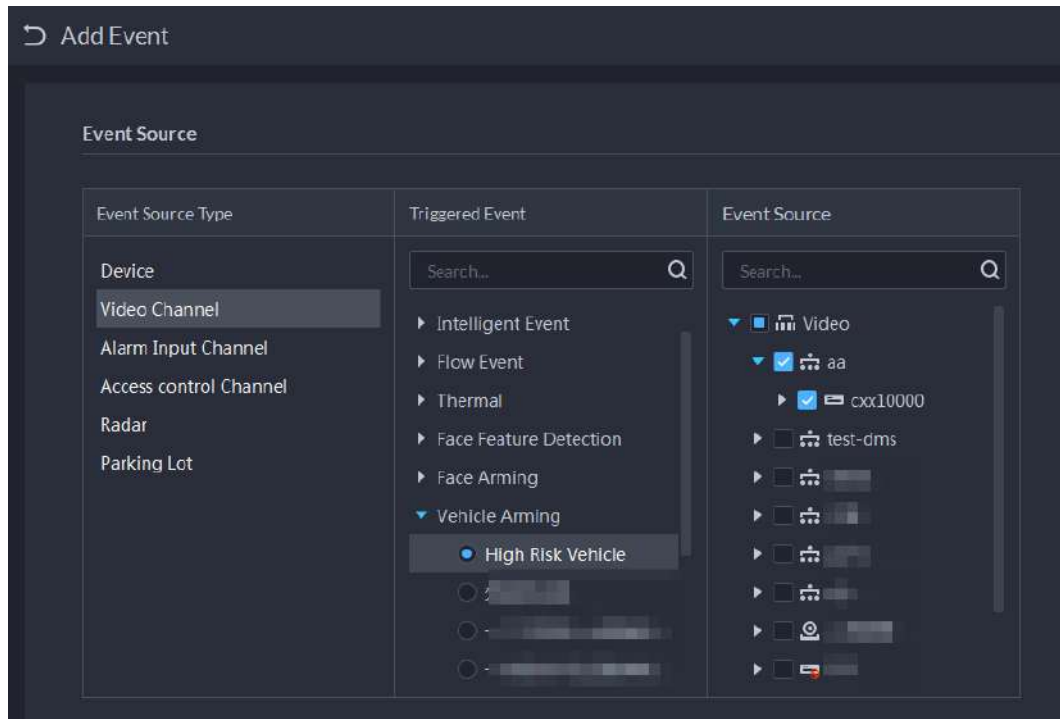 Add Event
Event Source
Event Source Type
Triggered Event
Event Source
Device
Video Channel
Alarm Input Channel
Access control Channel
Radar
Parking Lot
Search...
Intelligent Event
Flow Event
Thermal
Face Feature Detection
Face Arming
Vehicle Arming
High Risk Vehicle
Search...
Video
aa
cxx10000
test-dms